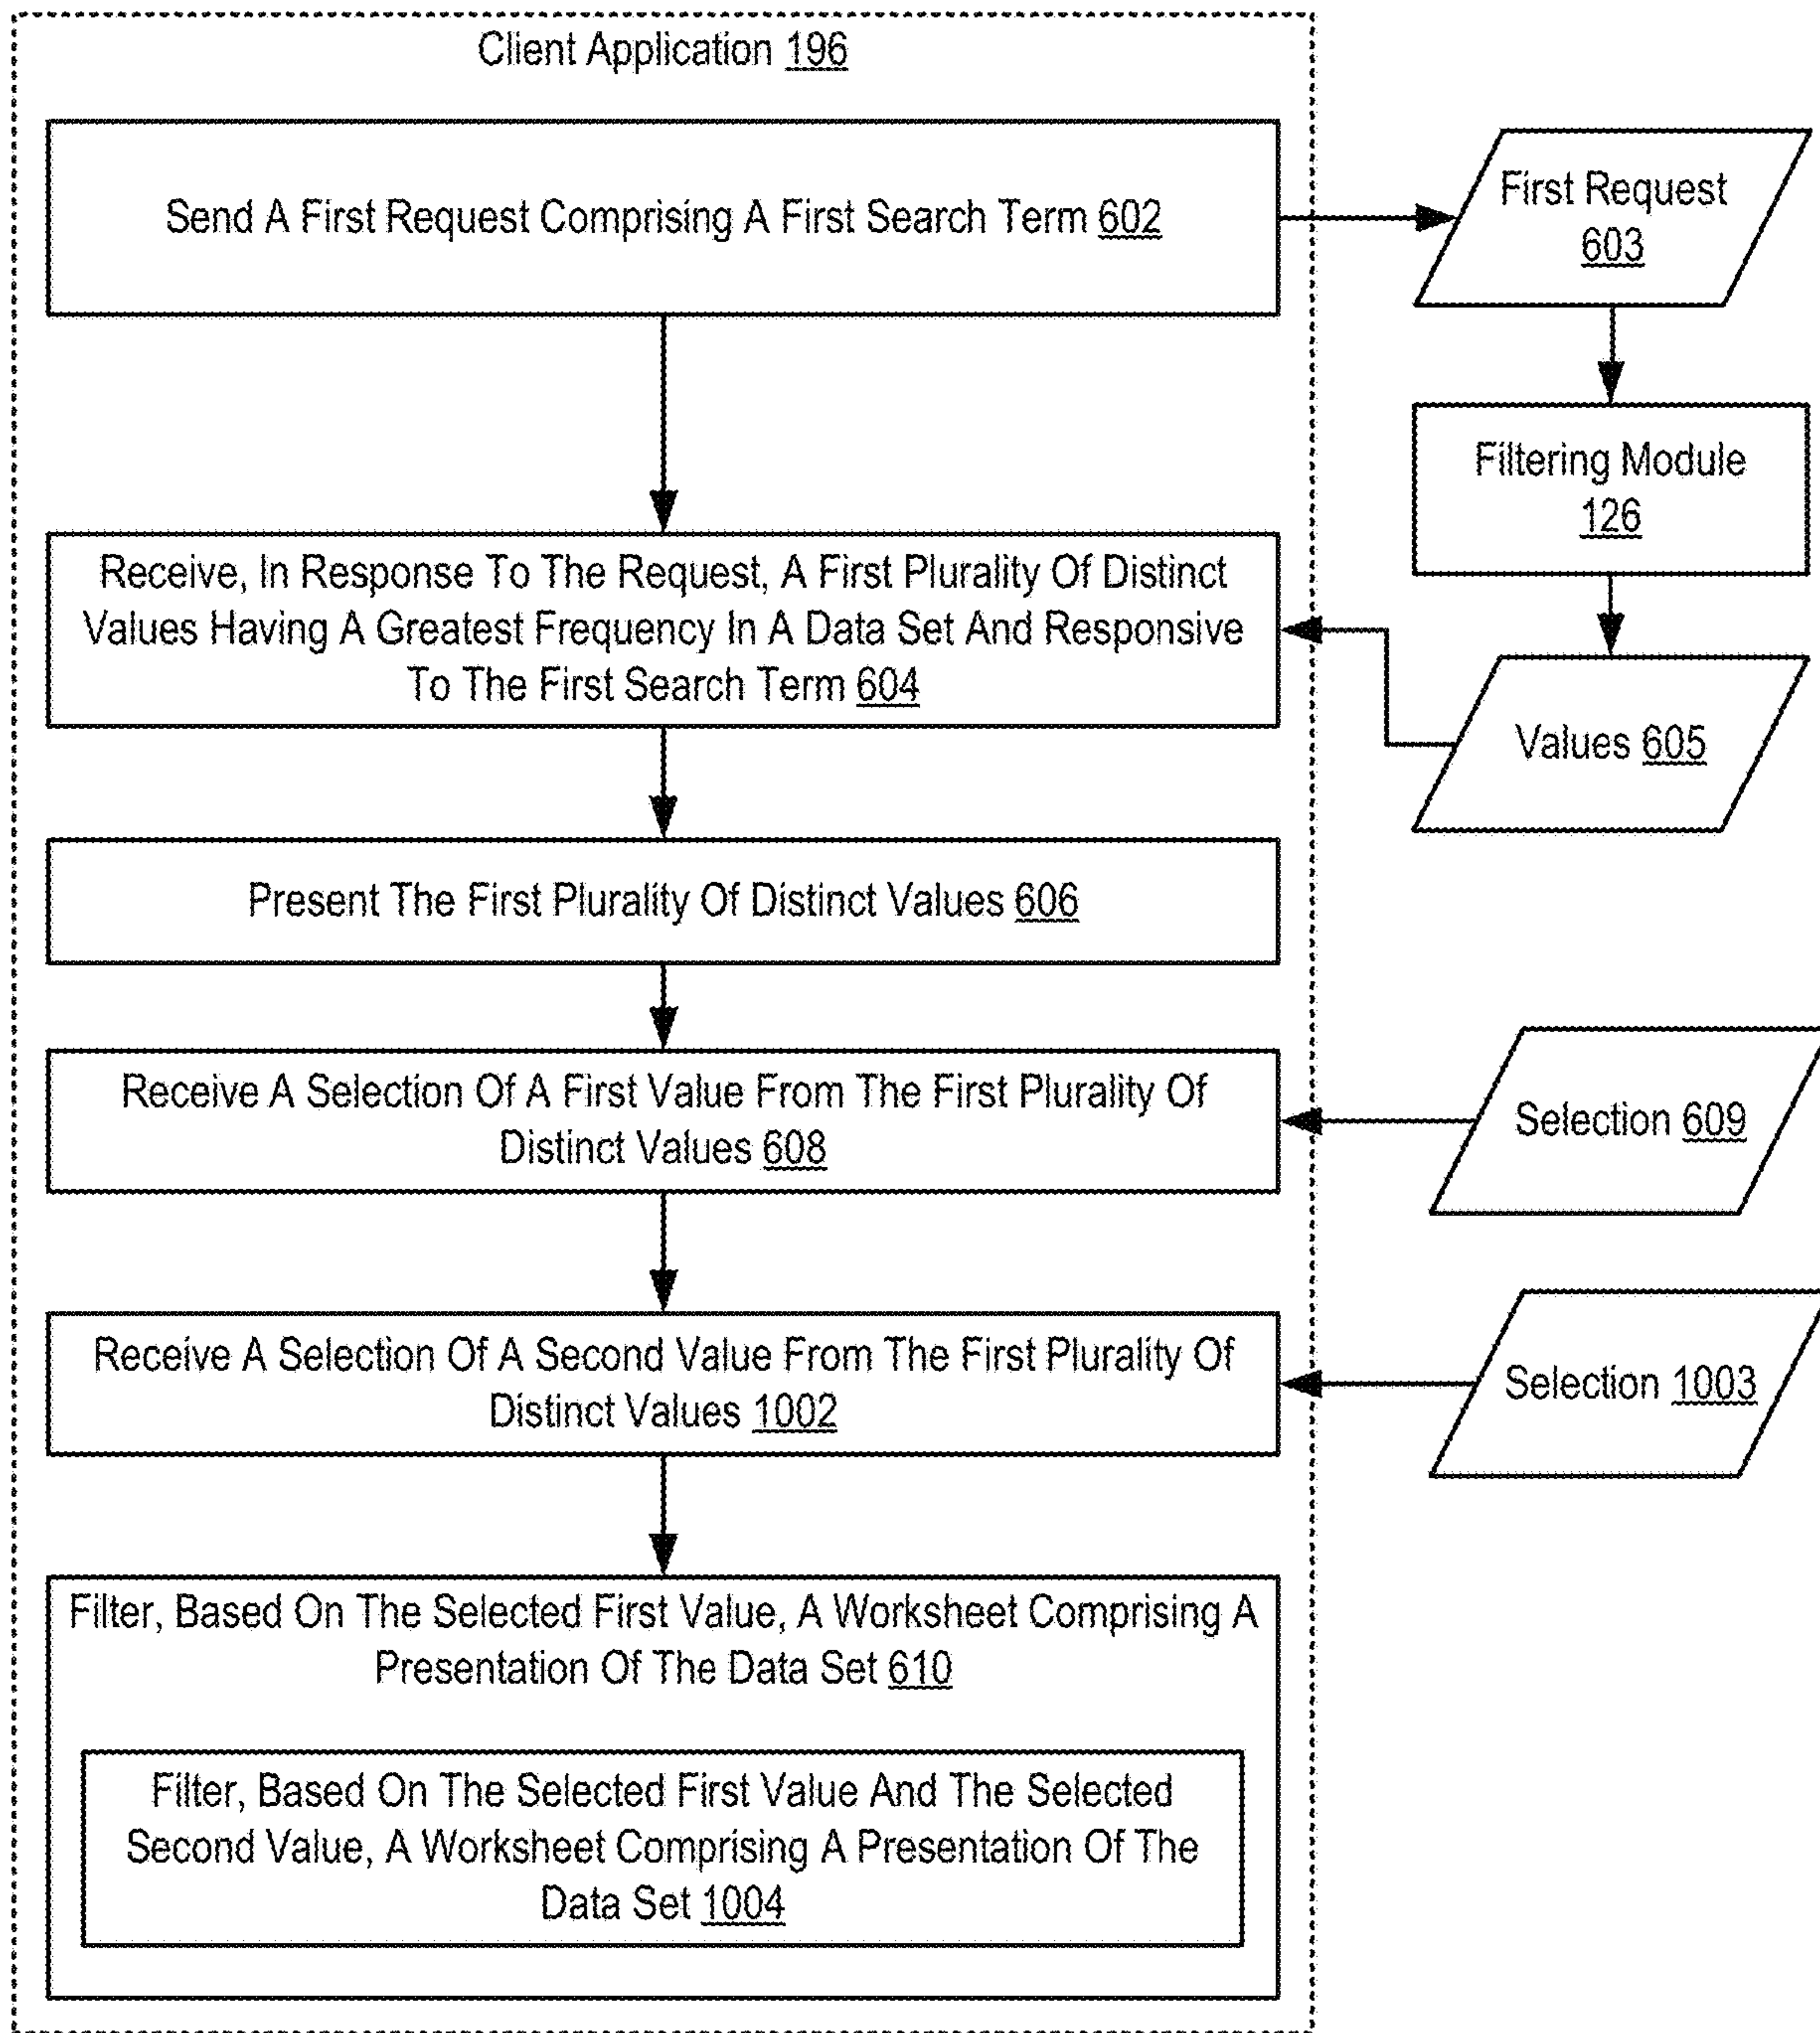 Client Application 196
Send A First Request Comprising A First Search Term 602
First Request
603
Filtering Module
126
Receive, In Response To The Request, A First Plurality Of Distinct
Values Having A Greatest Frequency In A Data Set And Responsive
To The First Search Term 604
Values 605
Present The First Plurality Of Distinct Values 606
Receive A Selection Of A First Value From The First Plurality Of
Distinct Values 608
Selection 609
Receive A Selection Of A Second Value From The First Plurality Of
Distinct Values 1002
Selection 1003
Filter, Based On The Selected First Value, A Worksheet Comprising A
Presentation Of The Data Set 610
Filter, Based On The Selected First Value And The Selected
Second Value, A Worksheet Comprising A Presentation Of The
Data Set 1004